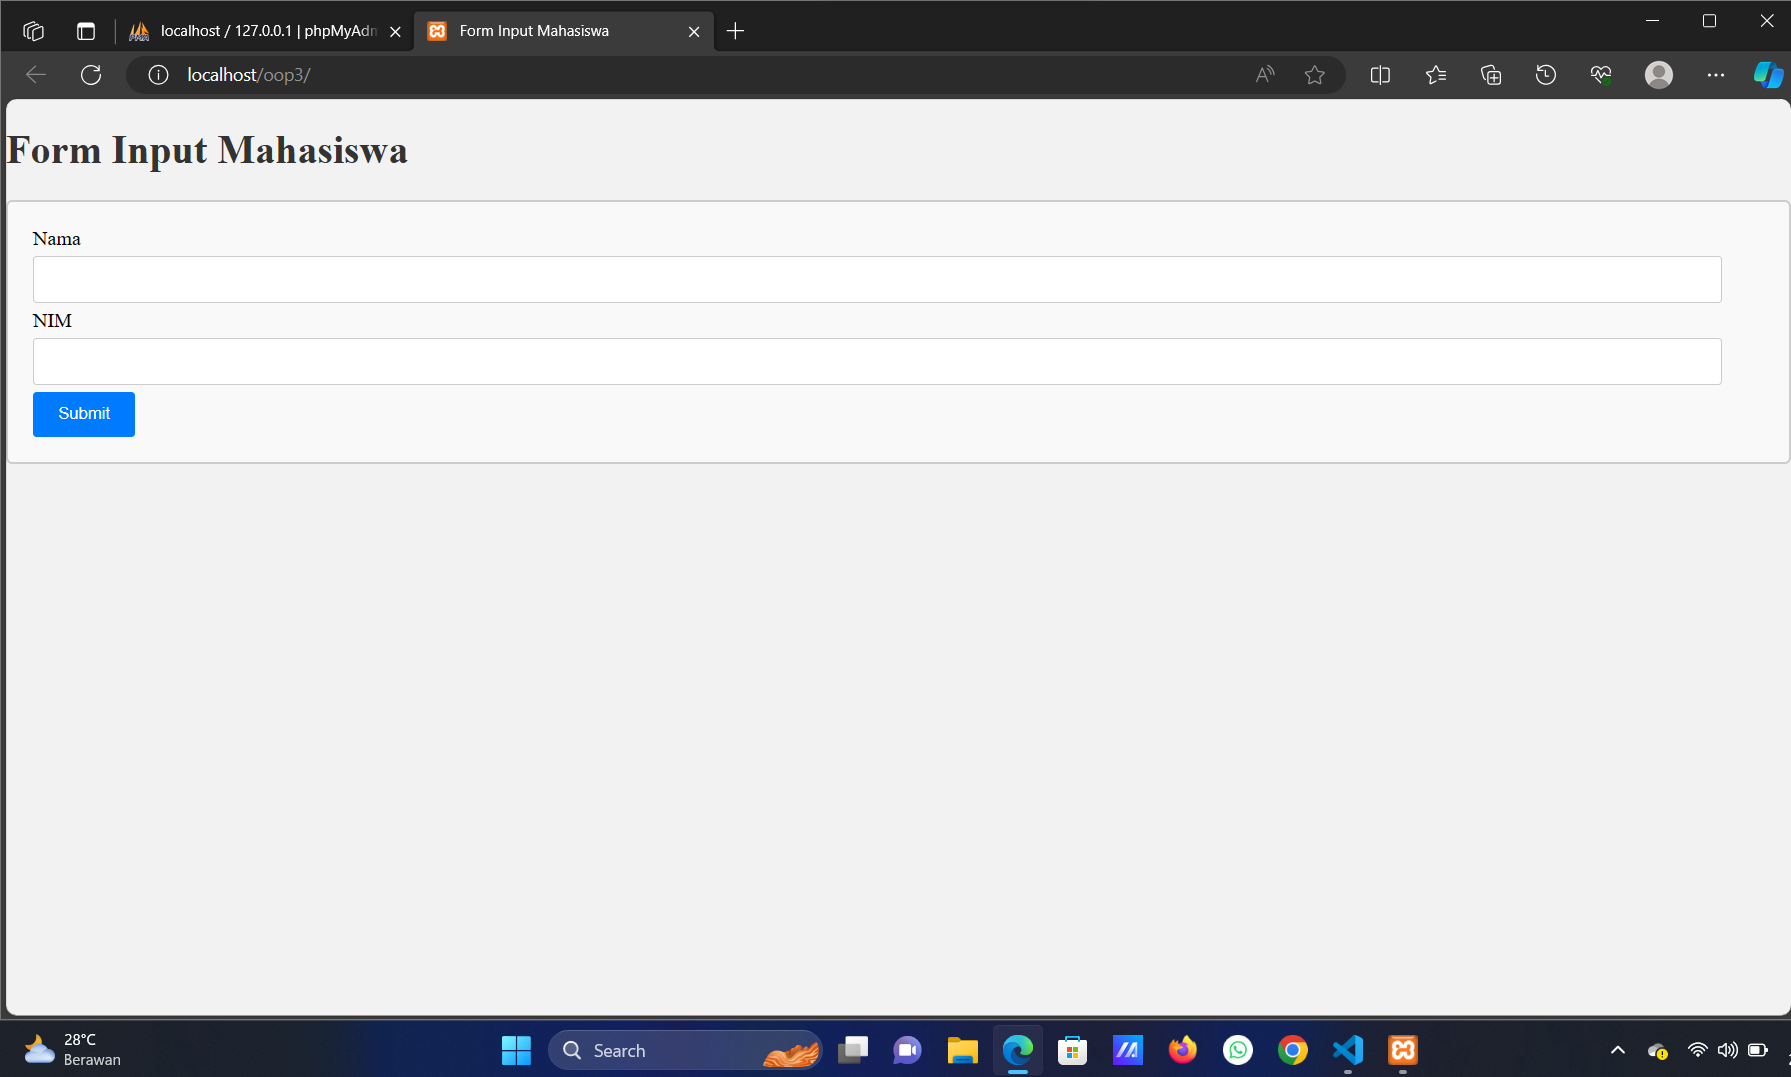 localhost / 127.0.0.1 | phpMyAdm
Form Input Mahasiswa
localhost/oop3/
Form Input Mahasiswa
Nama
NIM
Submit
28°C
Berawan
Search